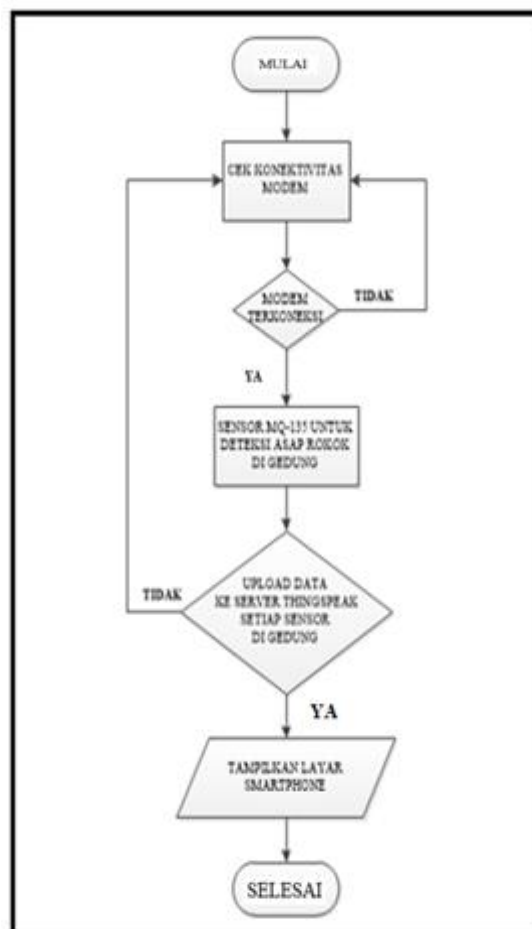 MULAI
CEK KONEKTIVITAS
MODEM
MODEM
TERKONEKSI
TIDAK
YA
SENSOR MQ-135 UNTUK
DETEKSI ASAP ROKOK
DI GEDUNG
UPLOAD DATA
KE SERVER THINGSPEAK
SETIAP SENSOR
DI GEDUNG
TIDAK
YA
TAMPILKAN LAYAR
SMARTPHONE
SELESAI